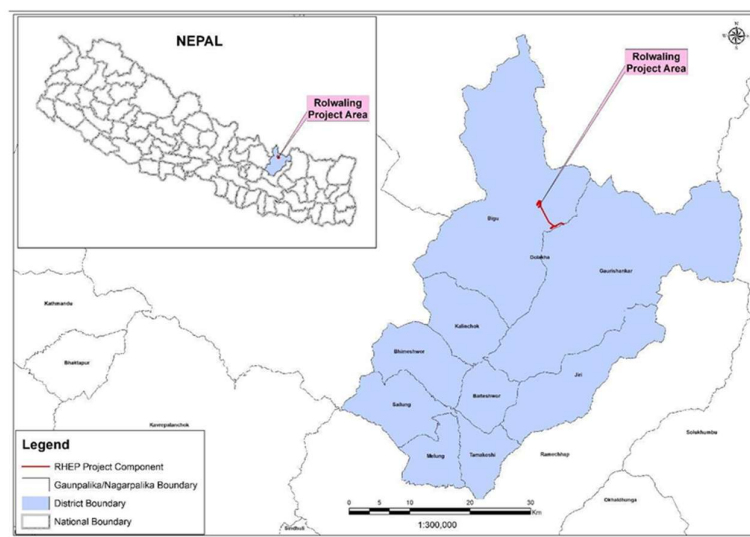 NEPAL
Rolwaling
Project Area
Rolwaling
Project Area
N
Bigu
Dolakha
Gaurishankar
Kathmandu
Kalinchok
Bhaktapur
Bhimeshwor
Jiri
Baiteshwor
Sailung
Kavrepalanchok
Solukhumbu
Melung
Tamakoshi
Ramechhap
Okhaldhunga
Sindhuli
Legend
RHEP Project Component
Gaunpalika/Nagarpalika Boundary
District Boundary
National Boundary
0 5 10 20 30
Km
1:300,000